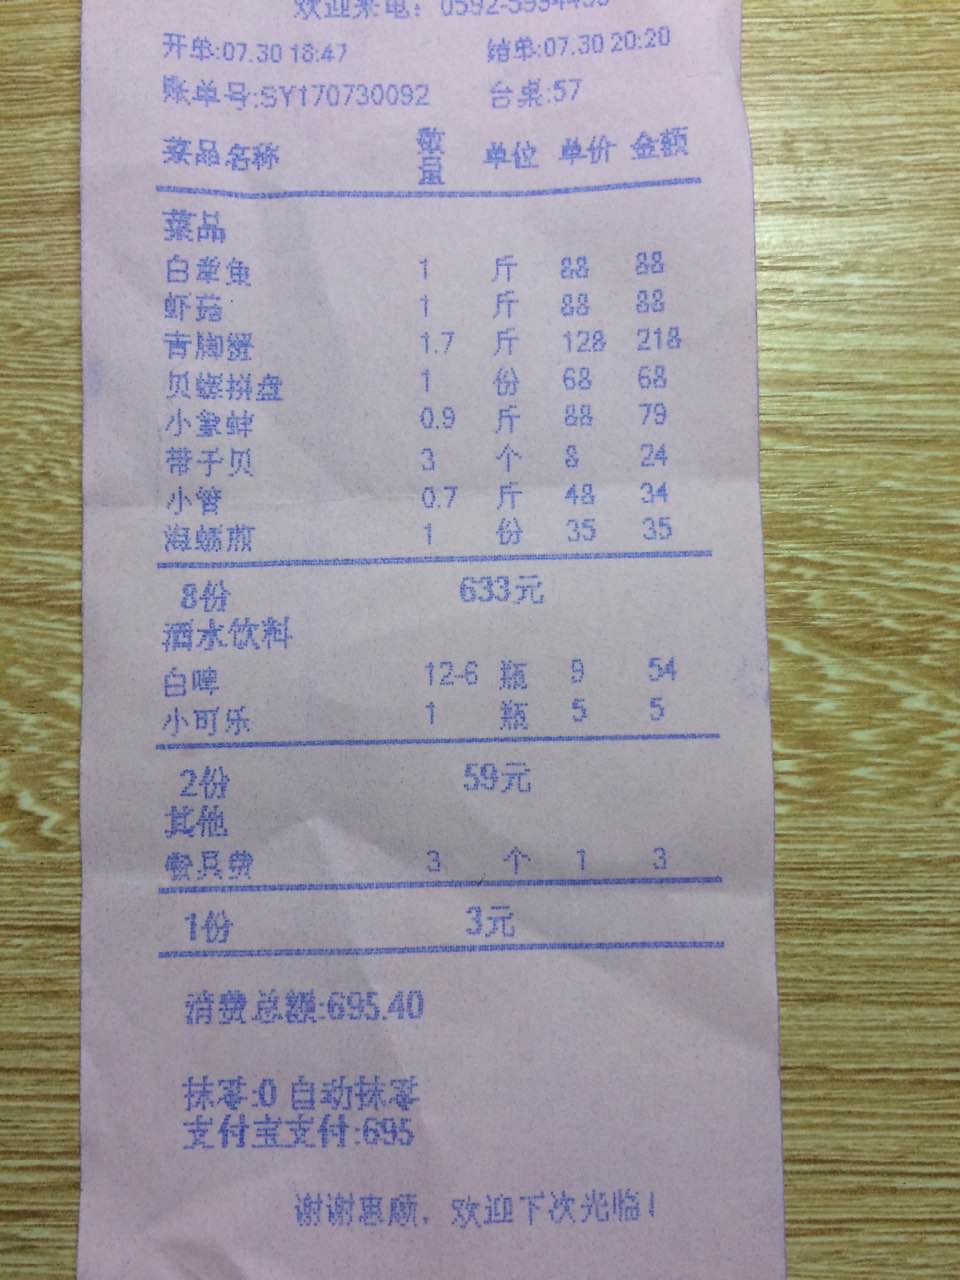 欢迎来电: 0592-5954455
开单:07.30 18:47 结单:07.30 20:20
账单号:SY170730092 台桌:57
菜品名称 数量 单位 单价 金额
菜品
白章鱼 1 斤 88 88
虾菇 1 斤 88 88
青脚蟹 1.7 斤 128 218
贝螺拼盘 1 份 68 68
小象蚌 0.9 斤 88 79
带子贝 3 个 8 24
小管 0.7 斤 48 34
海蛎煎 1 份 35 35
8份 633元
酒水饮料
白啤 12-6 瓶 9 54
小可乐 1 瓶 5 5
2份 59元
其他
餐具费 3 个 1 3
1份 3元
消费总额:695.40
抹零:0 自动抹零
支付宝支付:695
谢谢惠顾，欢迎下次光临!